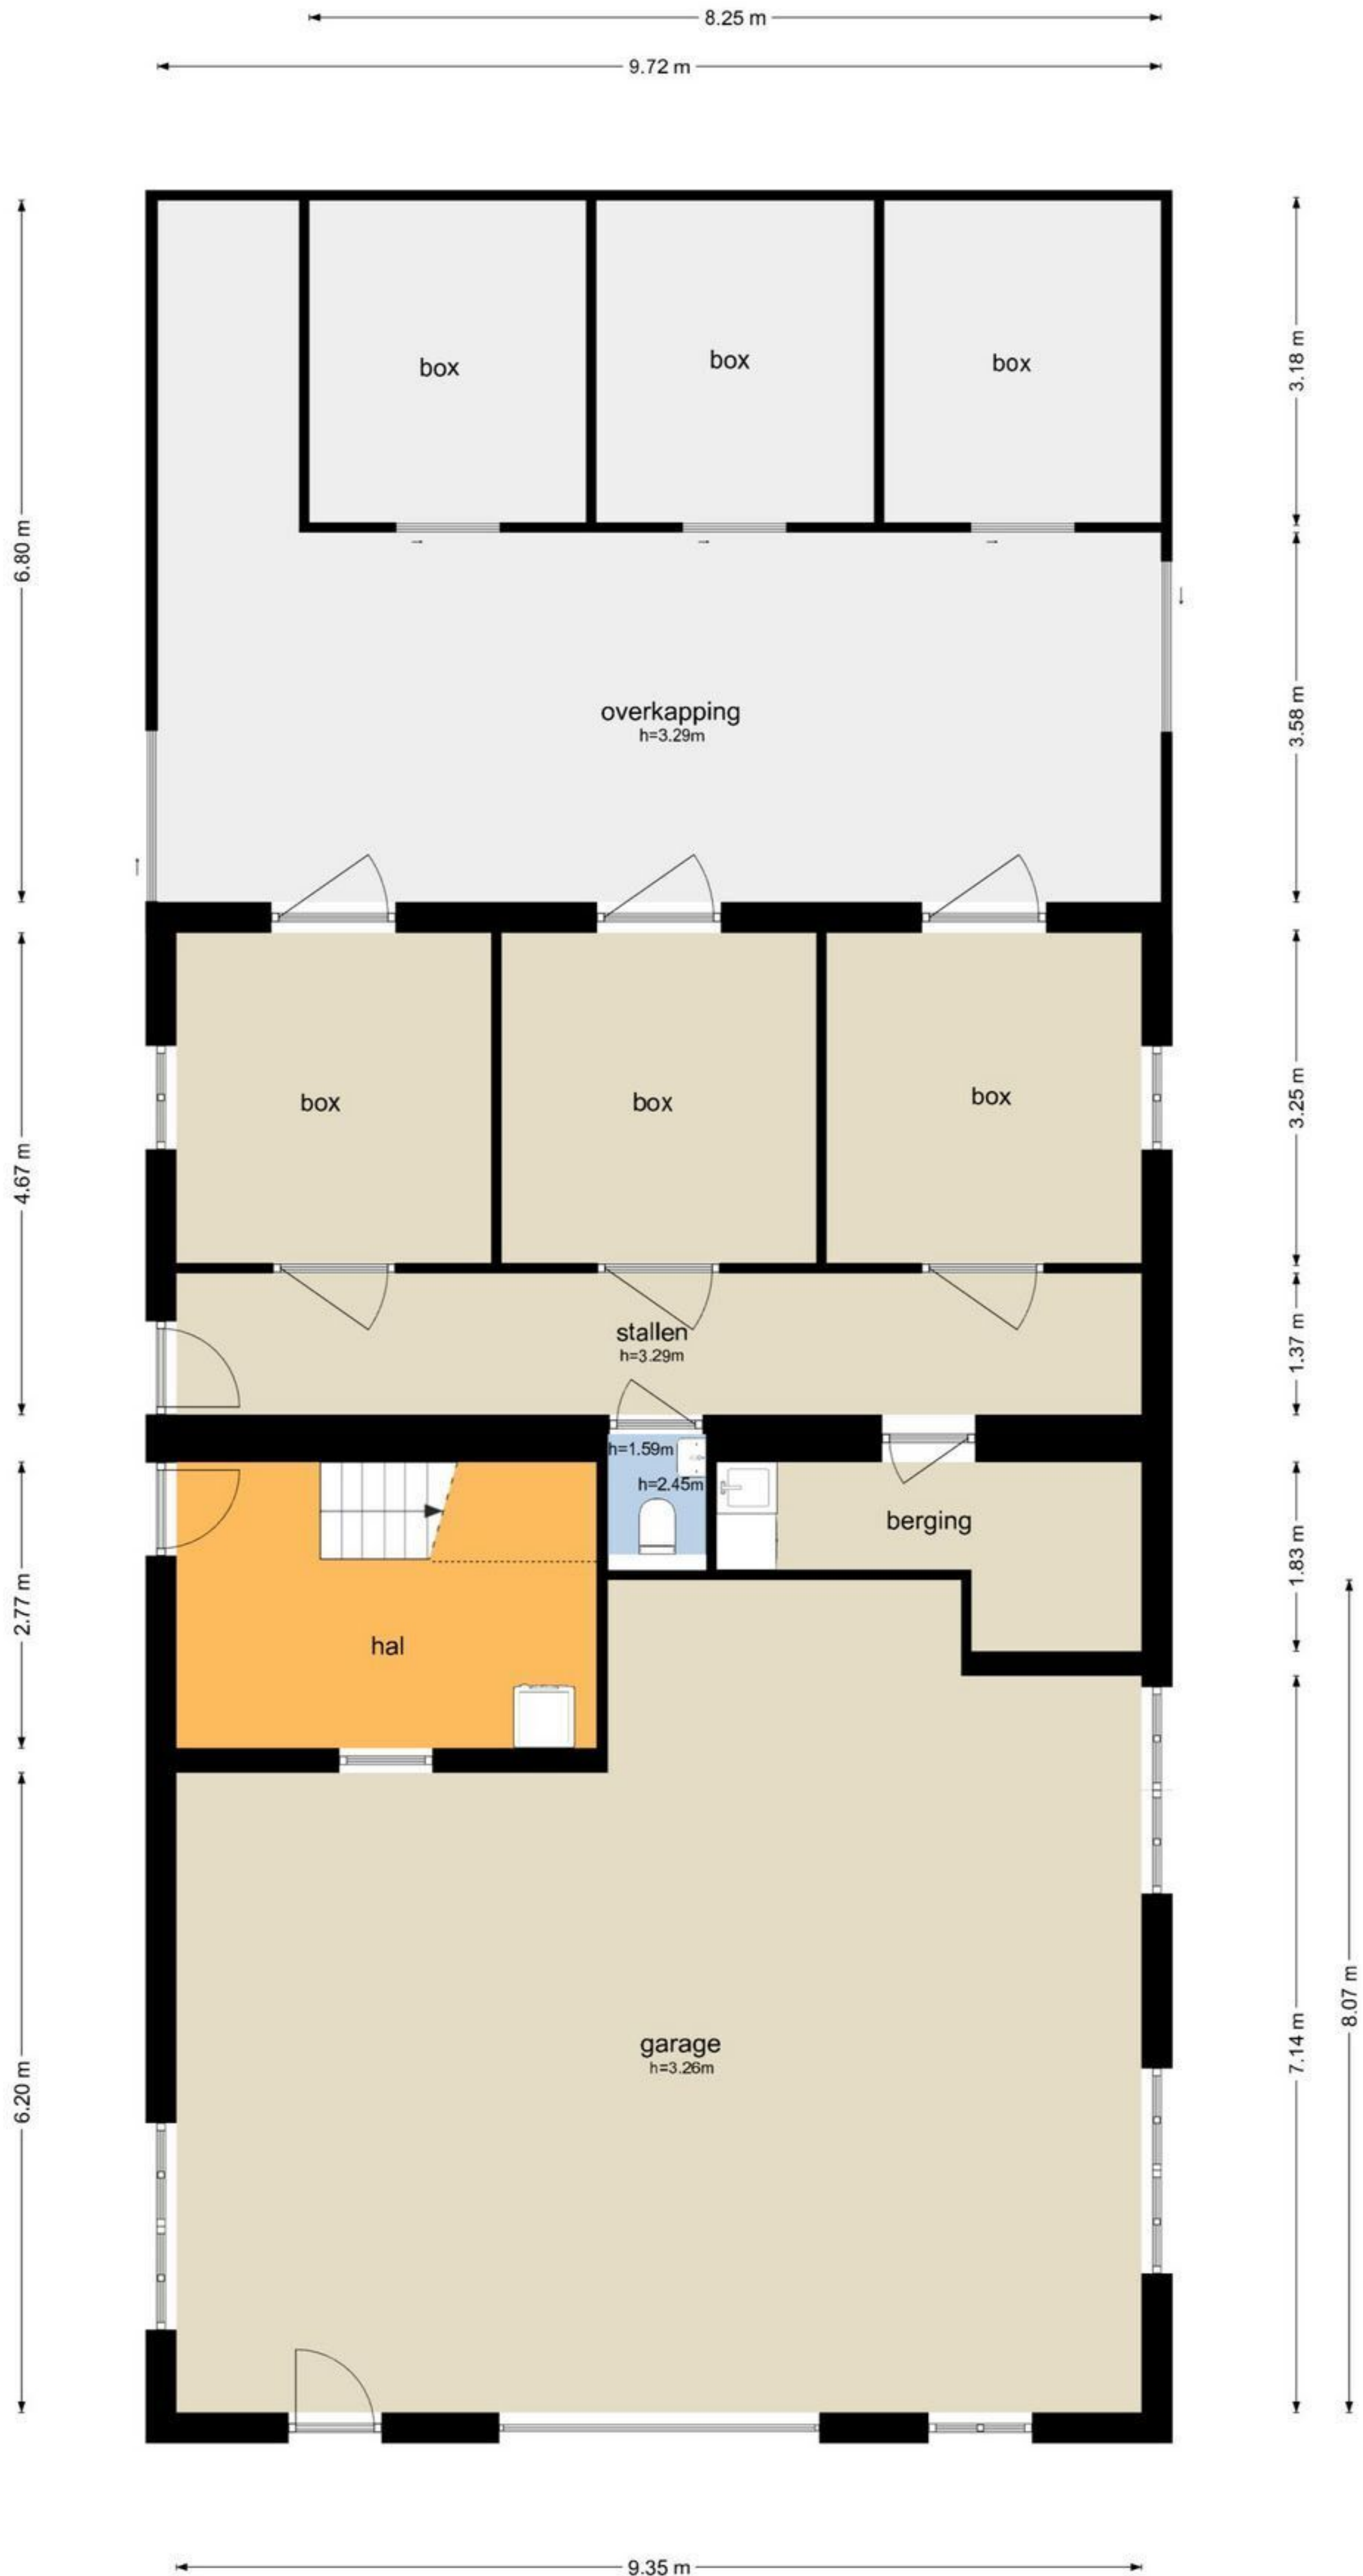 8.25 m
9.72 m
6.80 m
3.18 m
box
box
box
3.58 m
overkapping
h=3.29m
4.67 m
3.25 m
box
box
box
1.37 m
stallen
h=3.29m
h=1.59m
h=2.45m
berging
1.83 m
2.77 m
hal
6.20 m
garage
h=3.26m
7.14 m
8.07 m
9.35 m